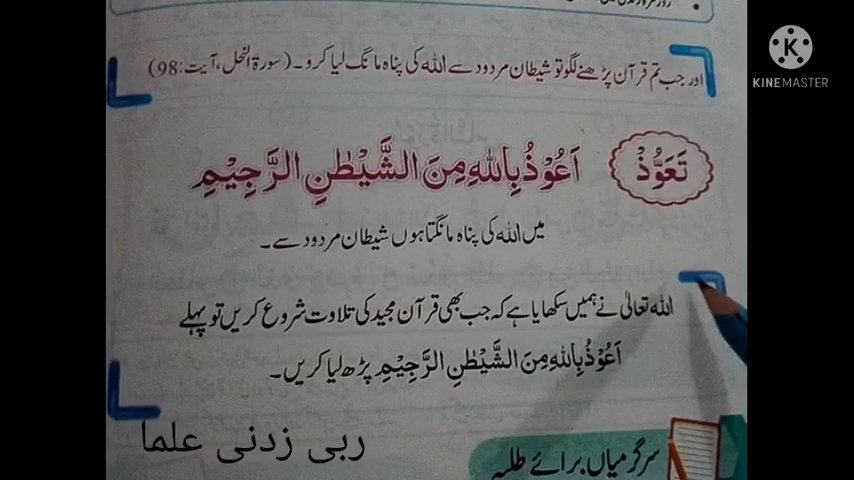 اور جب تم قرآن پڑھنے لگو تو شیطان مردود سے اللہ کی پناہ مانگ لیا کرو۔ (سورۃ النحل، آیت: 98)
KINEMASTER
تَعَوُّذْ
اَعُوْذُ بِاللهِ مِنَ الشَّيْطٰنِ الرَّجِيْمِ
میں اللہ کی پناہ مانگتا ہوں شیطان مردود سے۔
اللہ تعالیٰ نے ہمیں سکھایا ہے کہ جب بھی قرآن مجید کی تلاوت شروع کریں تو پہلے
اَعُوْذُ بِاللهِ مِنَ الشَّيْطٰنِ الرَّجِيْمِ پڑھ لیا کریں۔
ربی زدنی علما
سرگرمیاں برائے طلبہ